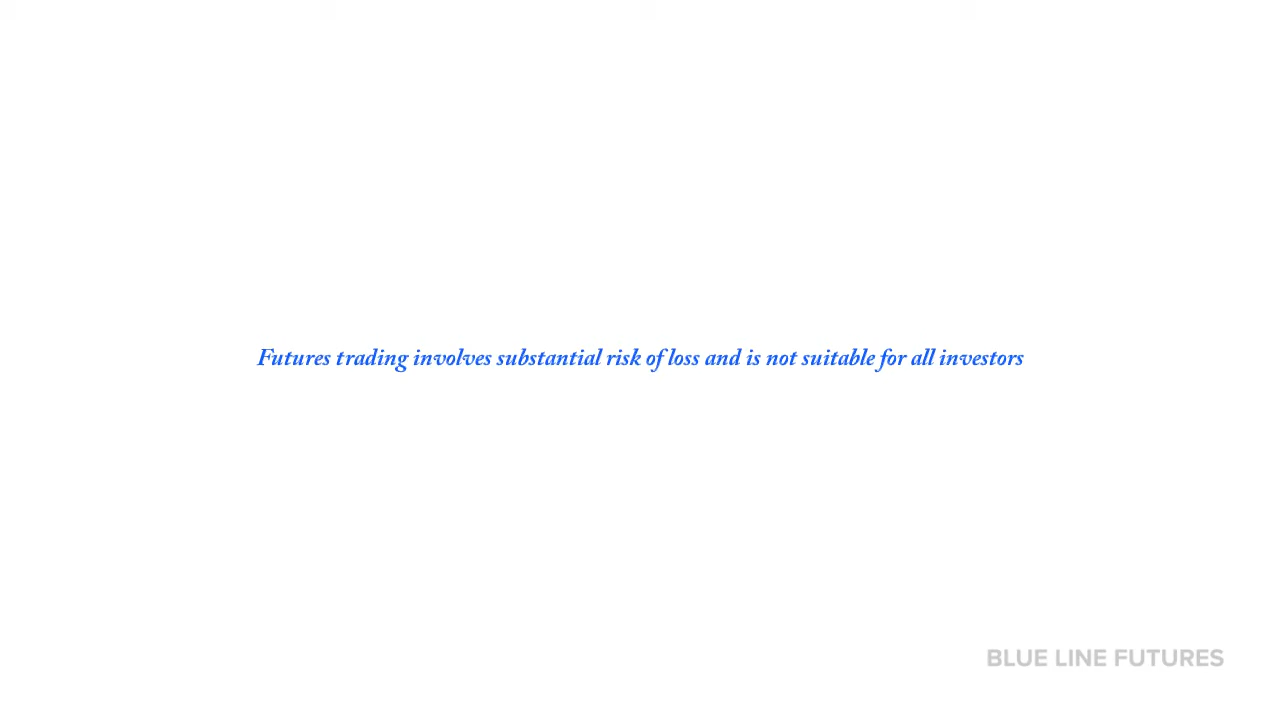 Futures trading involves substantial risk of loss and is not suitable for all investors
BLUE LINE FUTURES